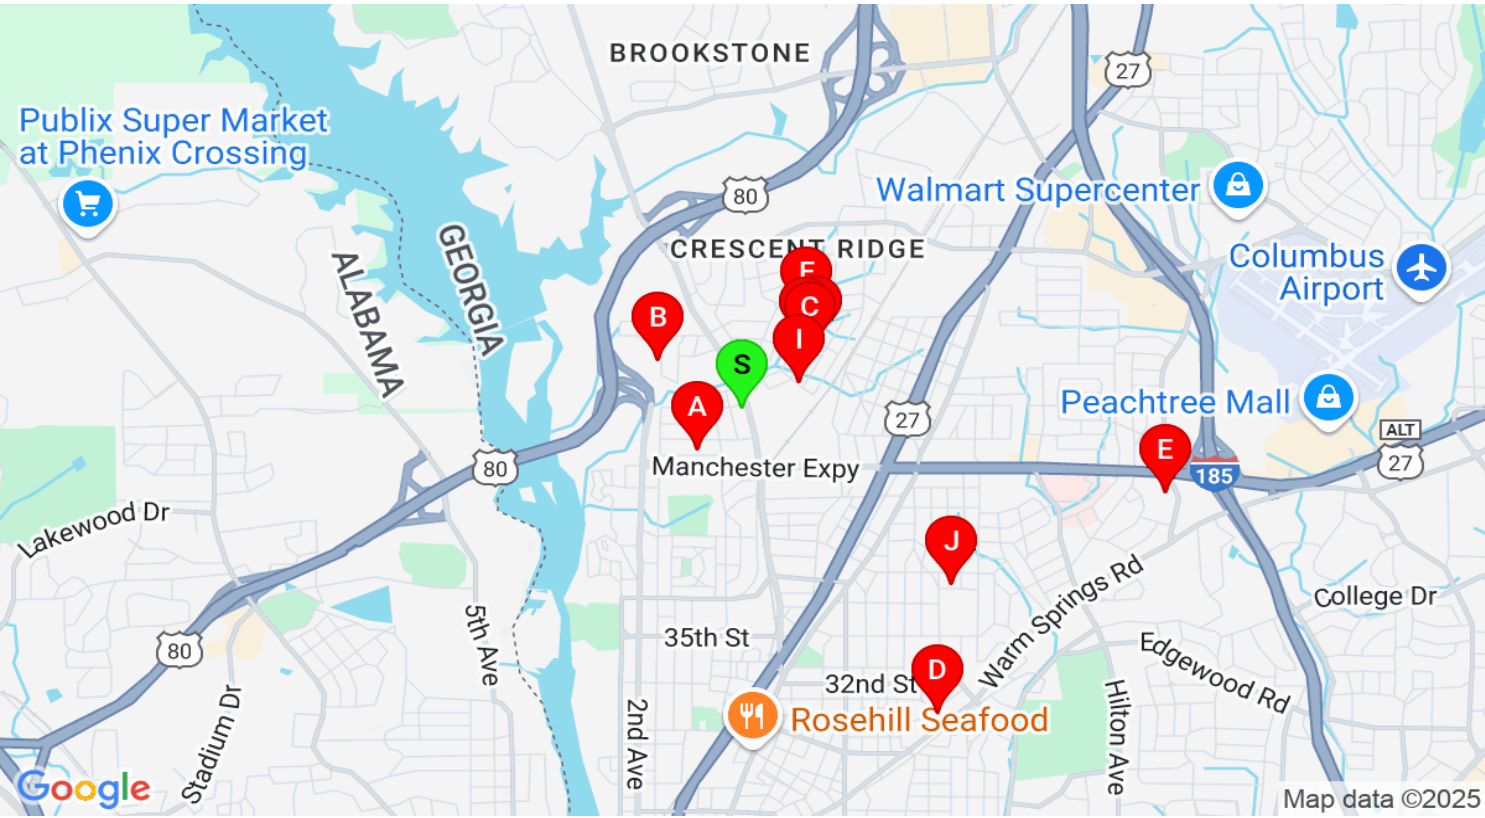 BROOKSTONE
27
Publix Super Market
at Phenix Crossing
80
Walmart Supercenter
GEORGIA
ALABAMA
CRESCENT RIDGE
Columbus
Airport
B
C
I
S
A
27
Peachtree Mall
ALT
27
E
185
80
Manchester Expy
Lakewood Dr
J
College Dr
5th Ave
35th St
Warm Springs Rd
Edgewood Rd
80
D
32nd St
Hilton Ave
2nd Ave
Stadium Dr
Rosehill Seafood
Google
Map data ©2025